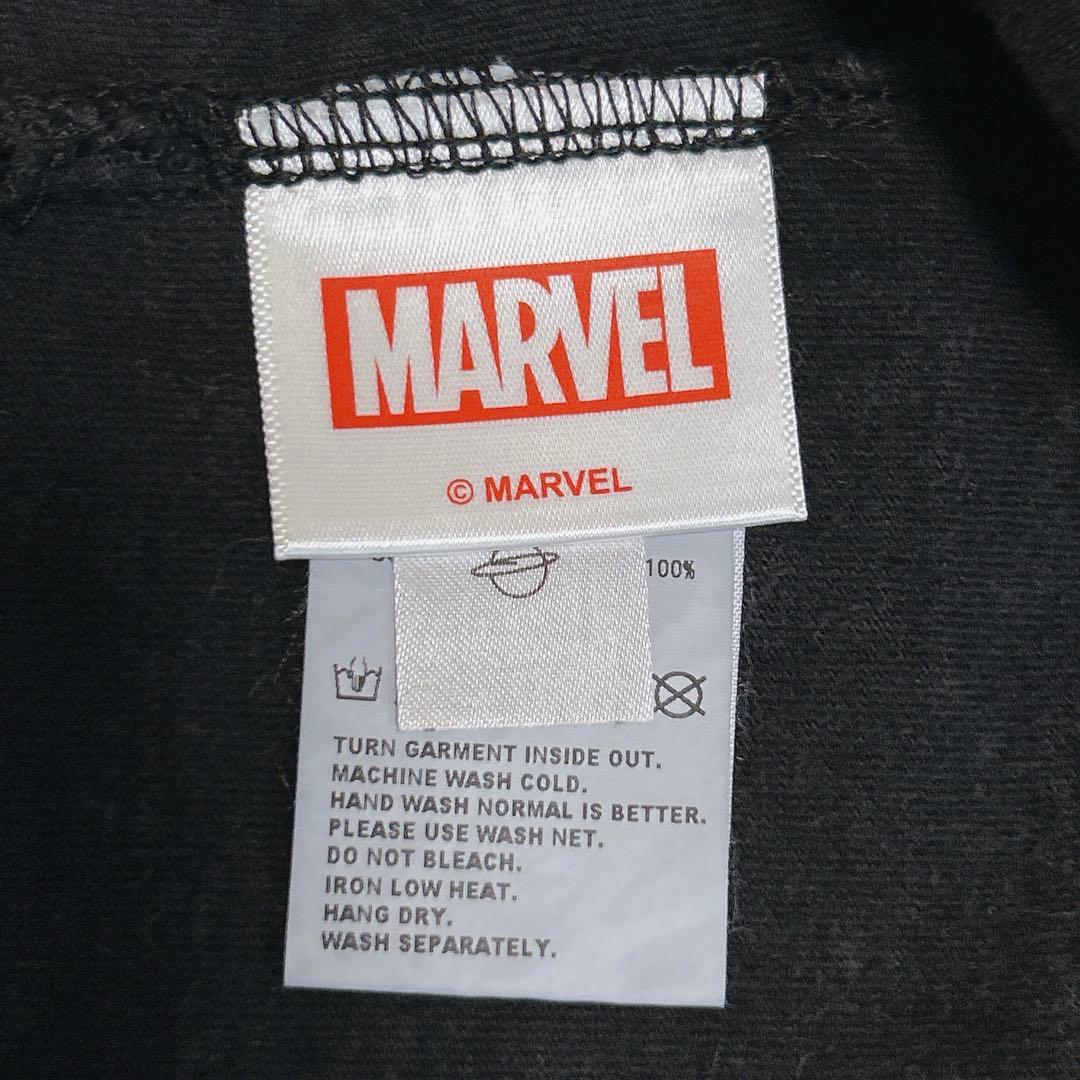 MARVEL
© MARVEL
100%
TURN GARMENT INSIDE OUT.
MACHINE WASH COLD.
HAND WASH NORMAL IS BETTER.
PLEASE USE WASH NET.
DO NOT BLEACH.
IRON LOW HEAT.
HANG DRY.
WASH SEPARATELY.